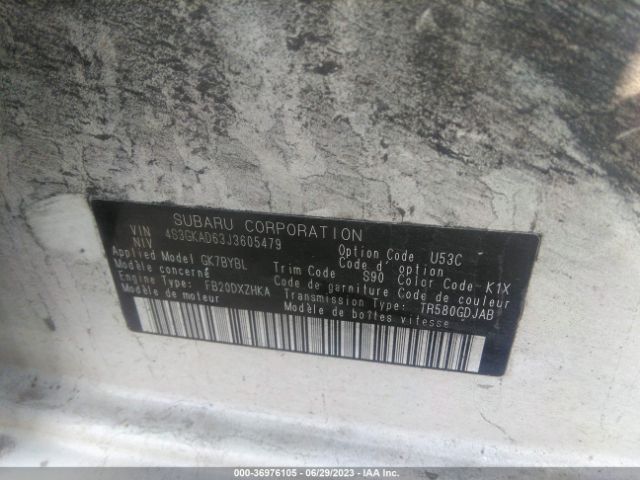 SUBARU CORPORATION
VIN 4S3GKAD63J3605479 Option Code U53C
NIV Code d' option
Applied Model GK7BYBL Trim Code S90 Color Code K1X
Modèle concerné Code de garniture Code de couleur
Engine Type FB20DXZHKA Transmission Type: TR580GDJAB
Modèle de moteur Modèle de boîtes vitesse
000-36976105 - 06/29/2023 - IAA Inc.